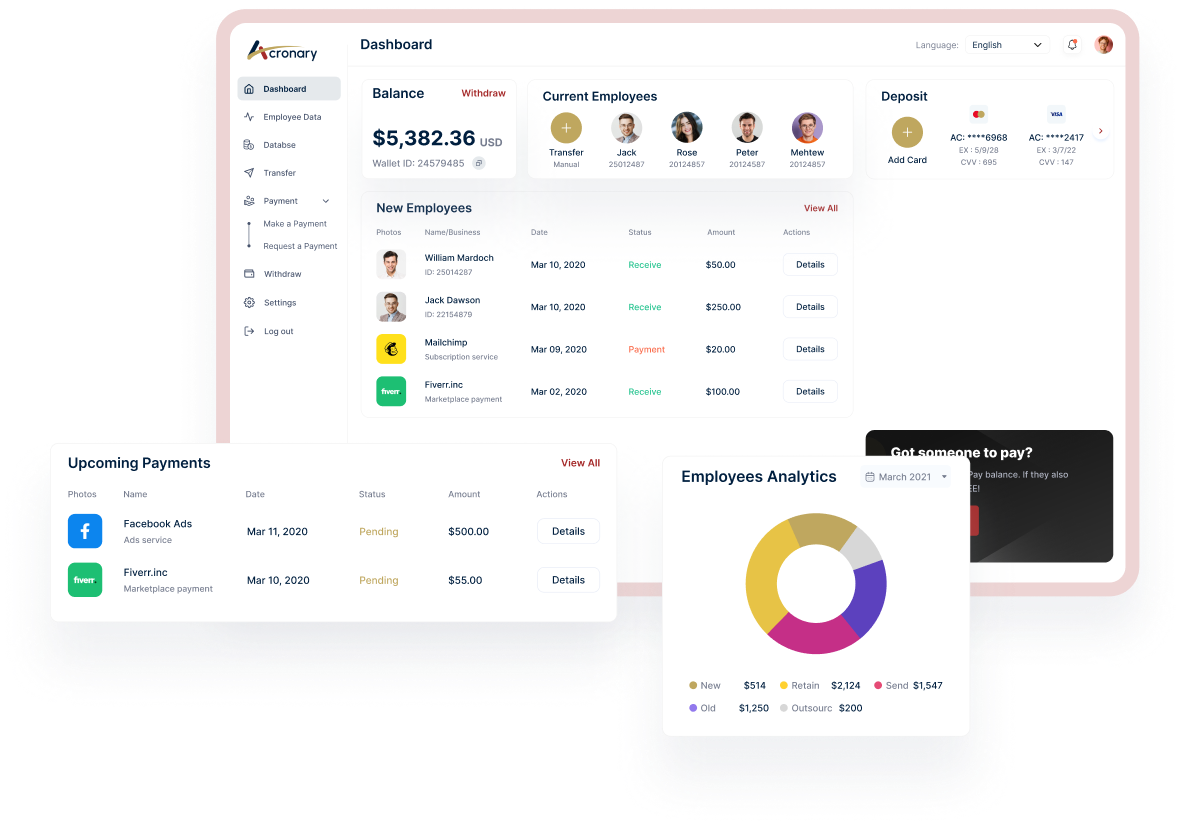 Acronary
Dashboard
Language: English
Dashboard
Employee Data
Databse
Transfer
Payment
Make a Payment
Request a Payment
Withdraw
Settings
Log out
Balance Withdraw
$5,382.36 USD
Wallet ID: 24579485
Current Employees
Transfer Jack Rose Peter Mehtew
Manual 25012487 20124857 20124587 20124857
Deposit
VISA
Add Card
AC: ****6968 AC: ****2417
EX : 5/9/28 EX : 3/7/22
CVV : 695 CVV : 147
New Employees View All
Photos Name/Business Date Status Amount Actions
William Mardoch Mar 10, 2020 Receive $50.00 Details
ID: 25014287
Jack Dawson Mar 10, 2020 Receive $250.00 Details
ID: 22154879
Mailchimp Mar 09, 2020 Payment $20.00 Details
Subscription service
fiverr. Fiverr.inc Mar 02, 2020 Receive $100.00 Details
Marketplace payment
Upcoming Payments View All
Photos Name Date Status Amount Actions
Facebook Ads Mar 11, 2020 Pending $500.00 Details
Ads service
fiverr. Fiverr.inc Mar 10, 2020 Pending $55.00 Details
Marketplace payment
Got someone to pay?
Pay balance. If they also
Employees Analytics March 2021
New $514 Retain $2,124 Send $1,547
Old $1,250 Outsourc $200